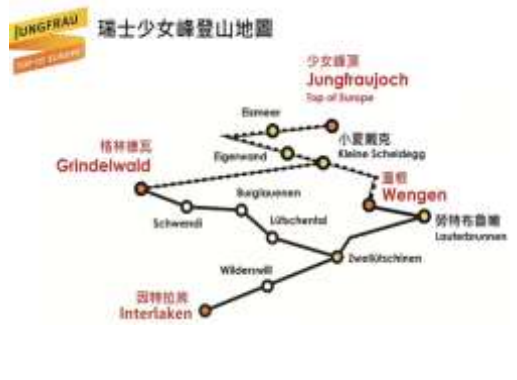 JUNGFRAU
TOP OF EUROPE
瑞士少女峰登山地圖
少女峰頂
Jungfraujoch
Top of Europe
Eismeer
小夏戴克
Kleine Scheidegg
Eigerwand
格林德瓦
Grindelwald
溫根
Wengen
Burglauenen
Schwendi
Lütschental
勞特布魯嫩
Lauterbrunnen
Zweilütschinen
Wilderswil
因特拉肯
Interlaken